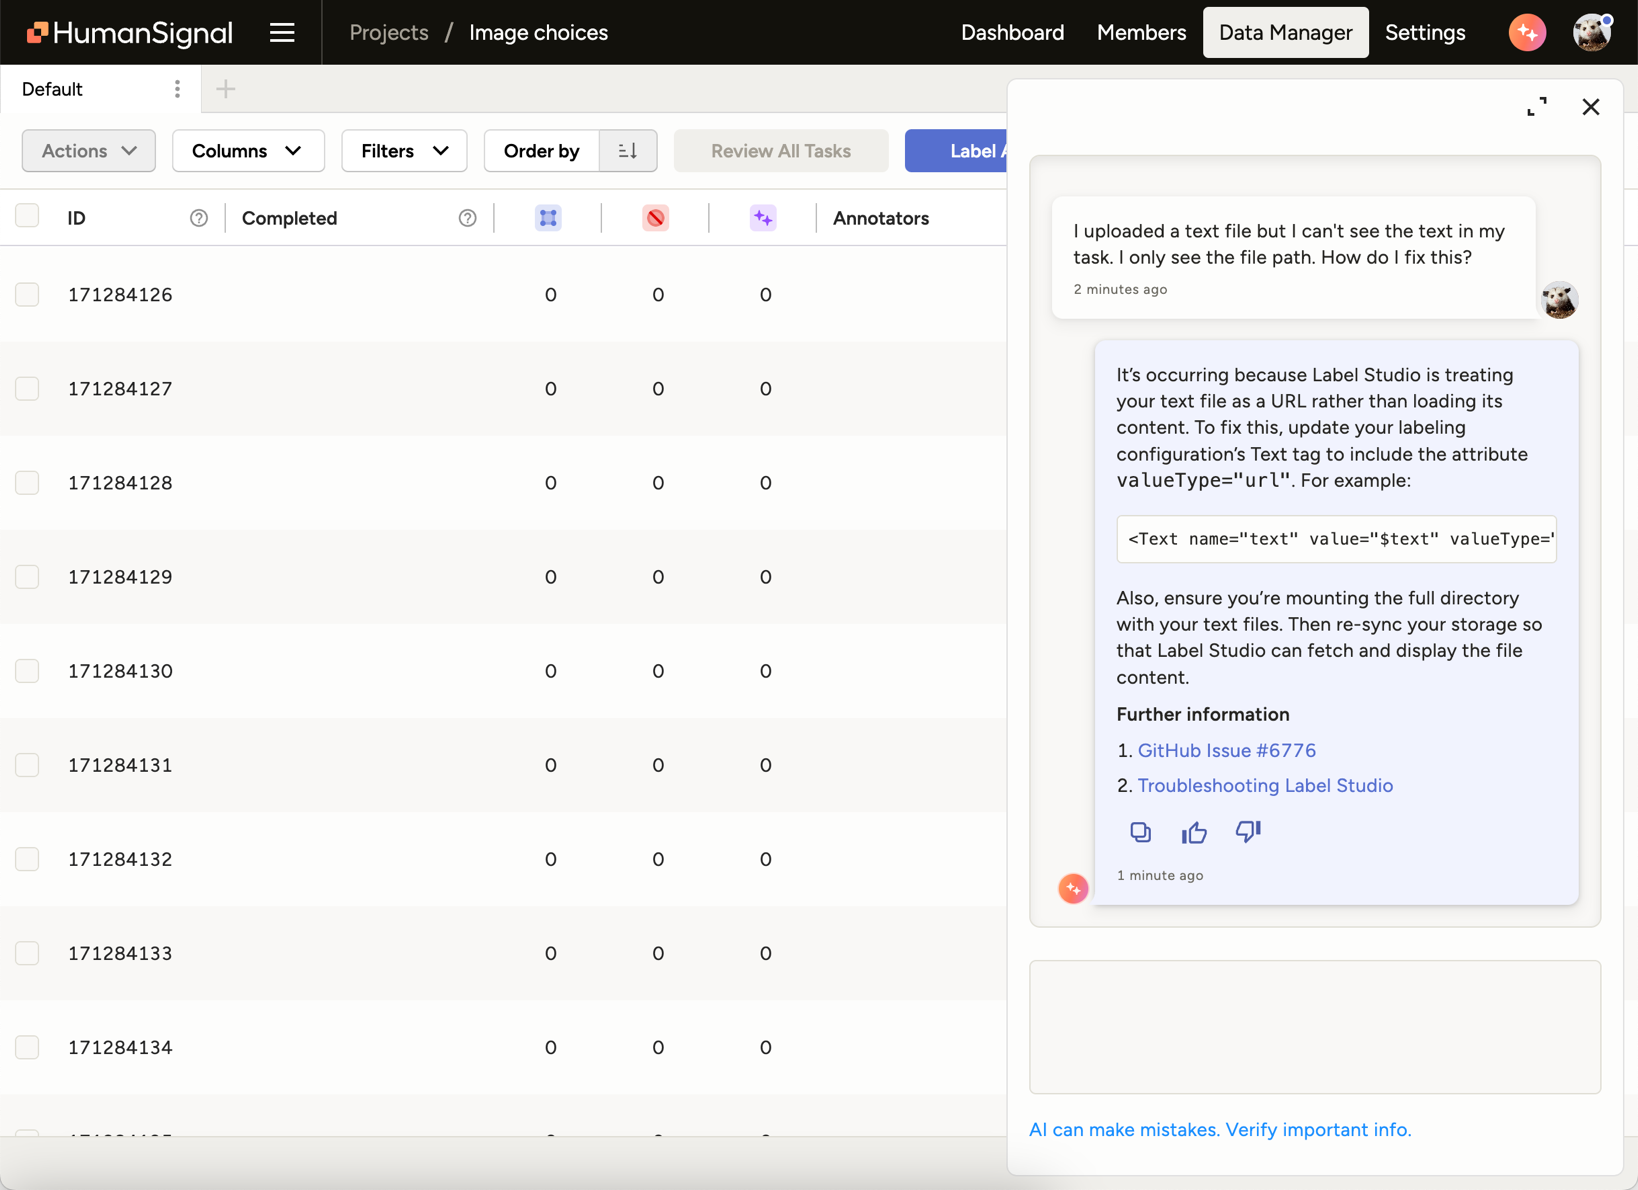 HumanSignal
Projects / Image choices
Dashboard
Members
Data Manager
Settings
Default
Actions
Columns
Filters
Order by
Review All Tasks
Label A
ID
Completed
Annotators
171284126 0 0 0
171284127 0 0 0
171284128 0 0 0
171284129 0 0 0
171284130 0 0 0
171284131 0 0 0
171284132 0 0 0
171284133 0 0 0
171284134 0 0 0
I uploaded a text file but I can't see the text in my
task. I only see the file path. How do I fix this?
2 minutes ago
It’s occurring because Label Studio is treating
your text file as a URL rather than loading its
content. To fix this, update your labeling
configuration’s Text tag to include the attribute
valueType="url". For example:
<Text name="text" value="$text" valueType="
Also, ensure you’re mounting the full directory
with your text files. Then re-sync your storage so
that Label Studio can fetch and display the file
content.
Further information
1. GitHub Issue #6776
2. Troubleshooting Label Studio
1 minute ago
AI can make mistakes. Verify important info.